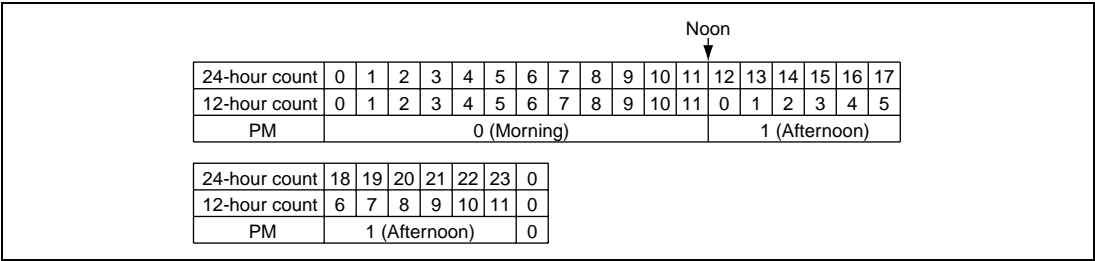 Noon
24-hour count 0 1 2 3 4 5 6 7 8 9 10 11 12 13 14 15 16 17
12-hour count 0 1 2 3 4 5 6 7 8 9 10 11 0 1 2 3 4 5
PM 0 (Morning) 1 (Afternoon)
24-hour count 18 19 20 21 22 23 0
12-hour count 6 7 8 9 10 11 0
PM 1 (Afternoon) 0